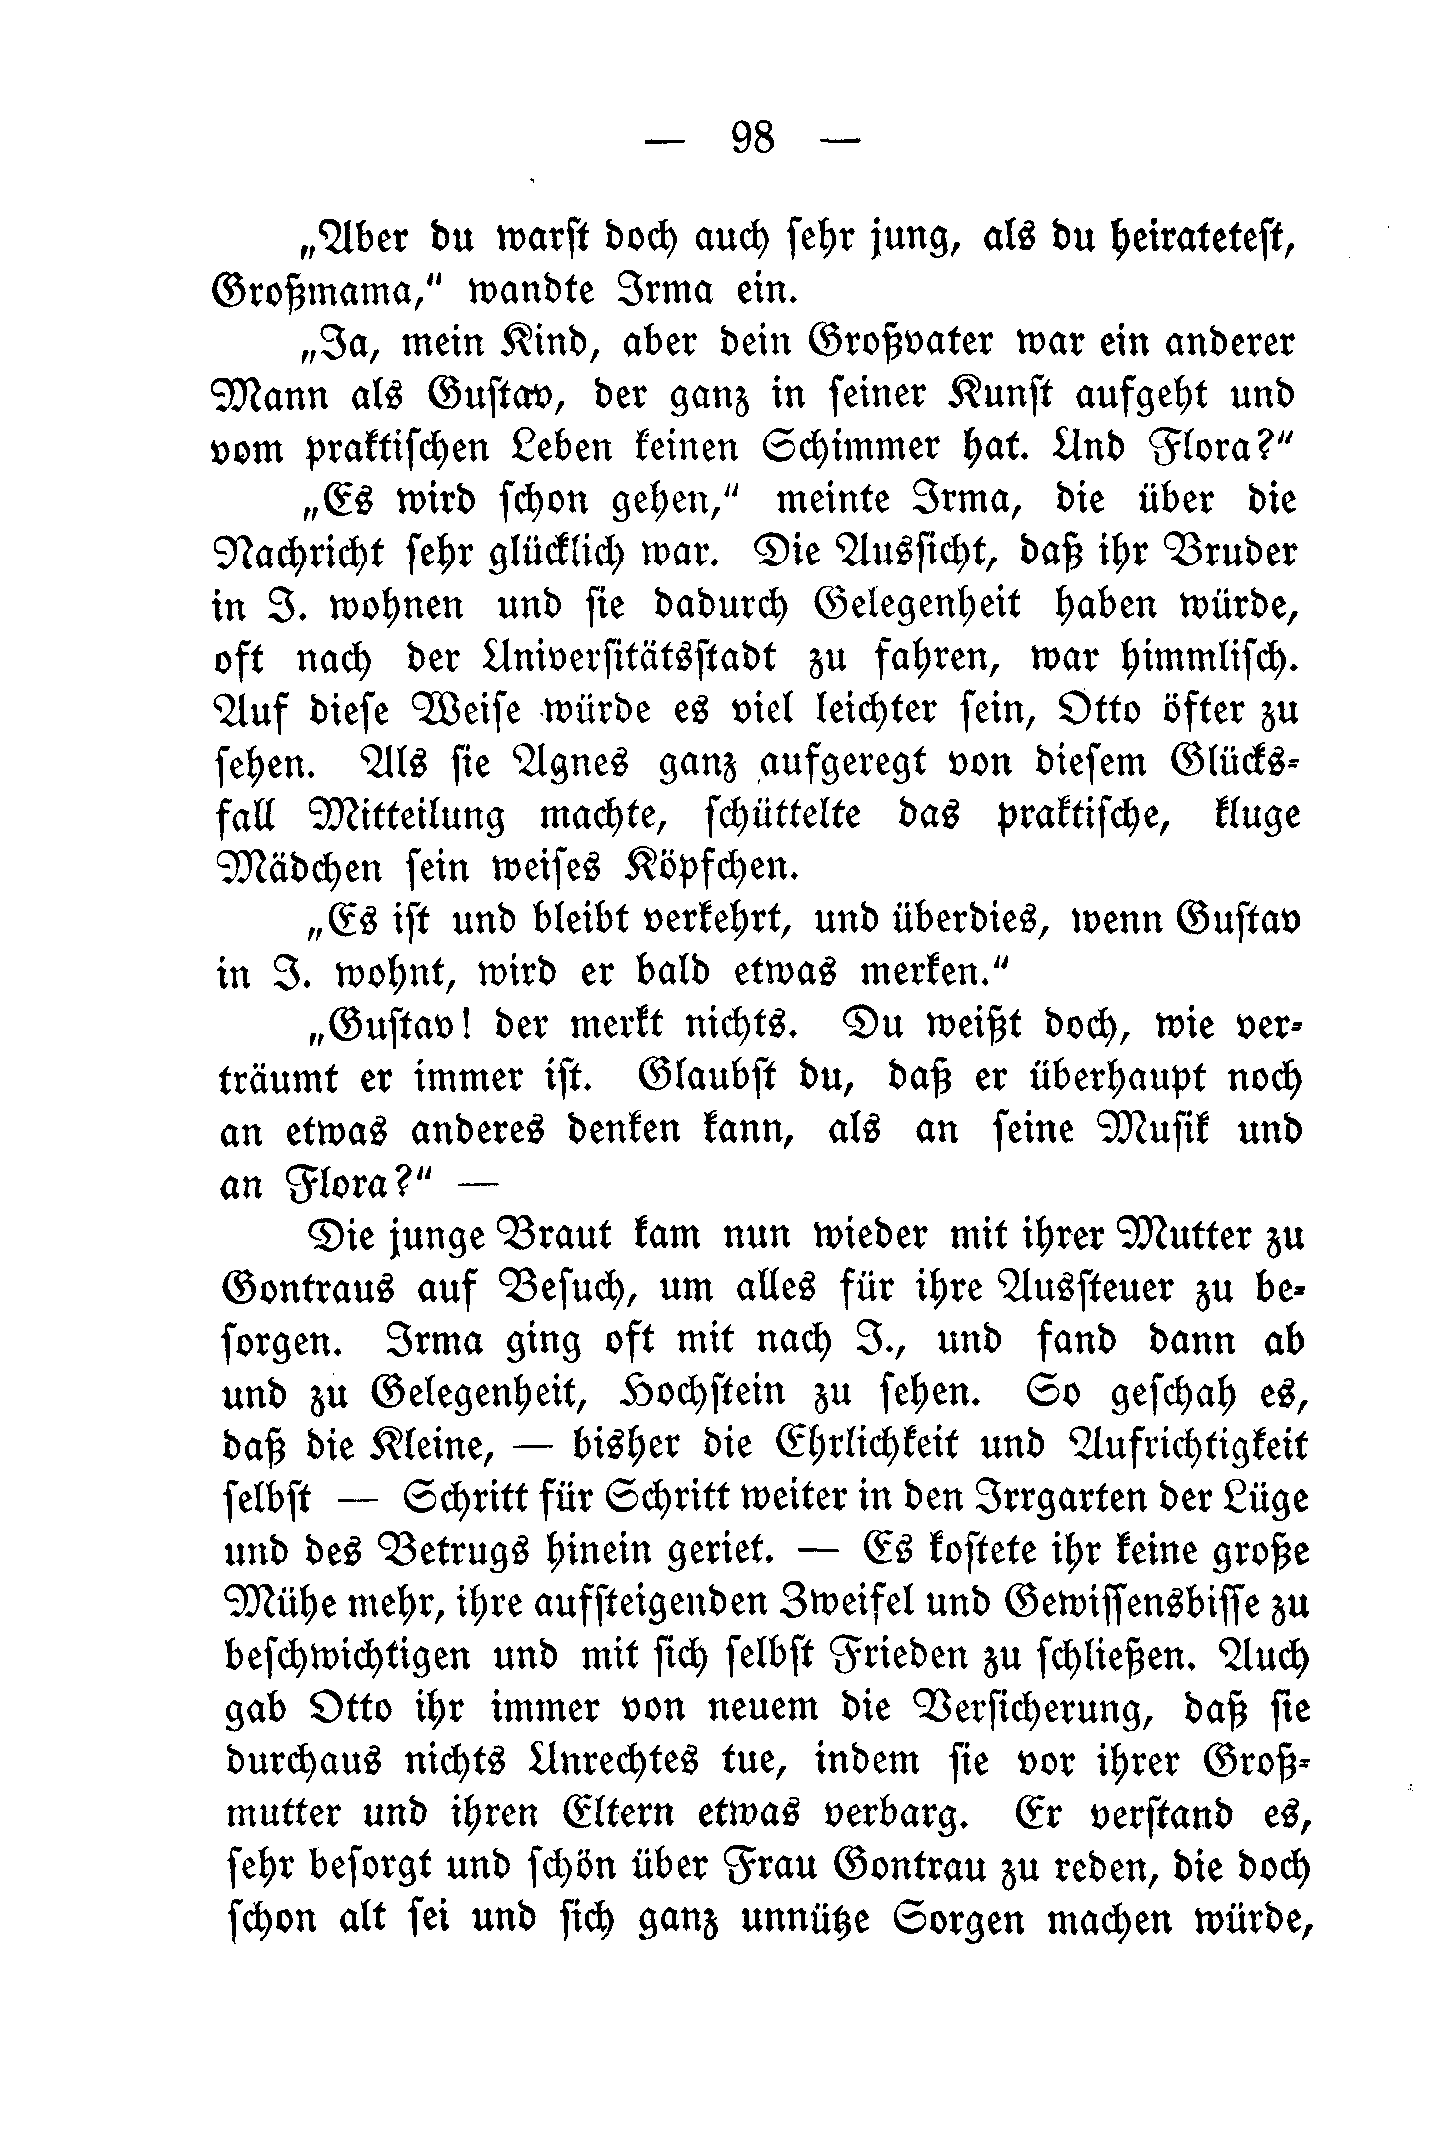 — 98 —
„Aber du warst doch auch sehr jung, als du heiratetest,
Großmama,“ wandte Irma ein.
„Ja, mein Kind, aber dein Großvater war ein anderer
Mann als Gustav, der ganz in seiner Kunst aufgeht und
vom praktischen Leben keinen Schimmer hat. Und Flora?“
„Es wird schon gehen,“ meinte Irma, die über die
Nachricht sehr glücklich war. Die Aussicht, daß ihr Bruder
in J. wohnen und sie dadurch Gelegenheit haben würde,
oft nach der Universitätsstadt zu fahren, war himmlisch.
Auf diese Weise würde es viel leichter sein, Otto öfter zu
sehen. Als sie Agnes ganz aufgeregt von diesem Glücks-
fall Mitteilung machte, schüttelte das praktische, kluge
Mädchen sein weises Köpfchen.
„Es ist und bleibt verkehrt, und überdies, wenn Gustav
in J. wohnt, wird er bald etwas merken.“
„Gustav! der merkt nichts. Du weißt doch, wie ver-
träumt er immer ist. Glaubst du, daß er überhaupt noch
an etwas anderes denken kann, als an seine Musik und
an Flora?“ —
Die junge Braut kam nun wieder mit ihrer Mutter zu
Gontraus auf Besuch, um alles für ihre Aussteuer zu be-
sorgen. Irma ging oft mit nach J., und fand dann ab
und zu Gelegenheit, Hochstein zu sehen. So geschah es,
daß die Kleine, — bisher die Ehrlichkeit und Aufrichtigkeit
selbst — Schritt für Schritt weiter in den Irrgarten der Lüge
und des Betrugs hinein geriet. — Es kostete ihr keine große
Mühe mehr, ihre aufsteigenden Zweifel und Gewissensbisse zu
beschwichtigen und mit sich selbst Frieden zu schließen. Auch
gab Otto ihr immer von neuem die Versicherung, daß sie
durchaus nichts Unrechtes tue, indem sie vor ihrer Groß-
mutter und ihren Eltern etwas verbarg. Er verstand es,
sehr besorgt und schön über Frau Gontrau zu reden, die doch
schon alt sei und sich ganz unnütze Sorgen machen würde,